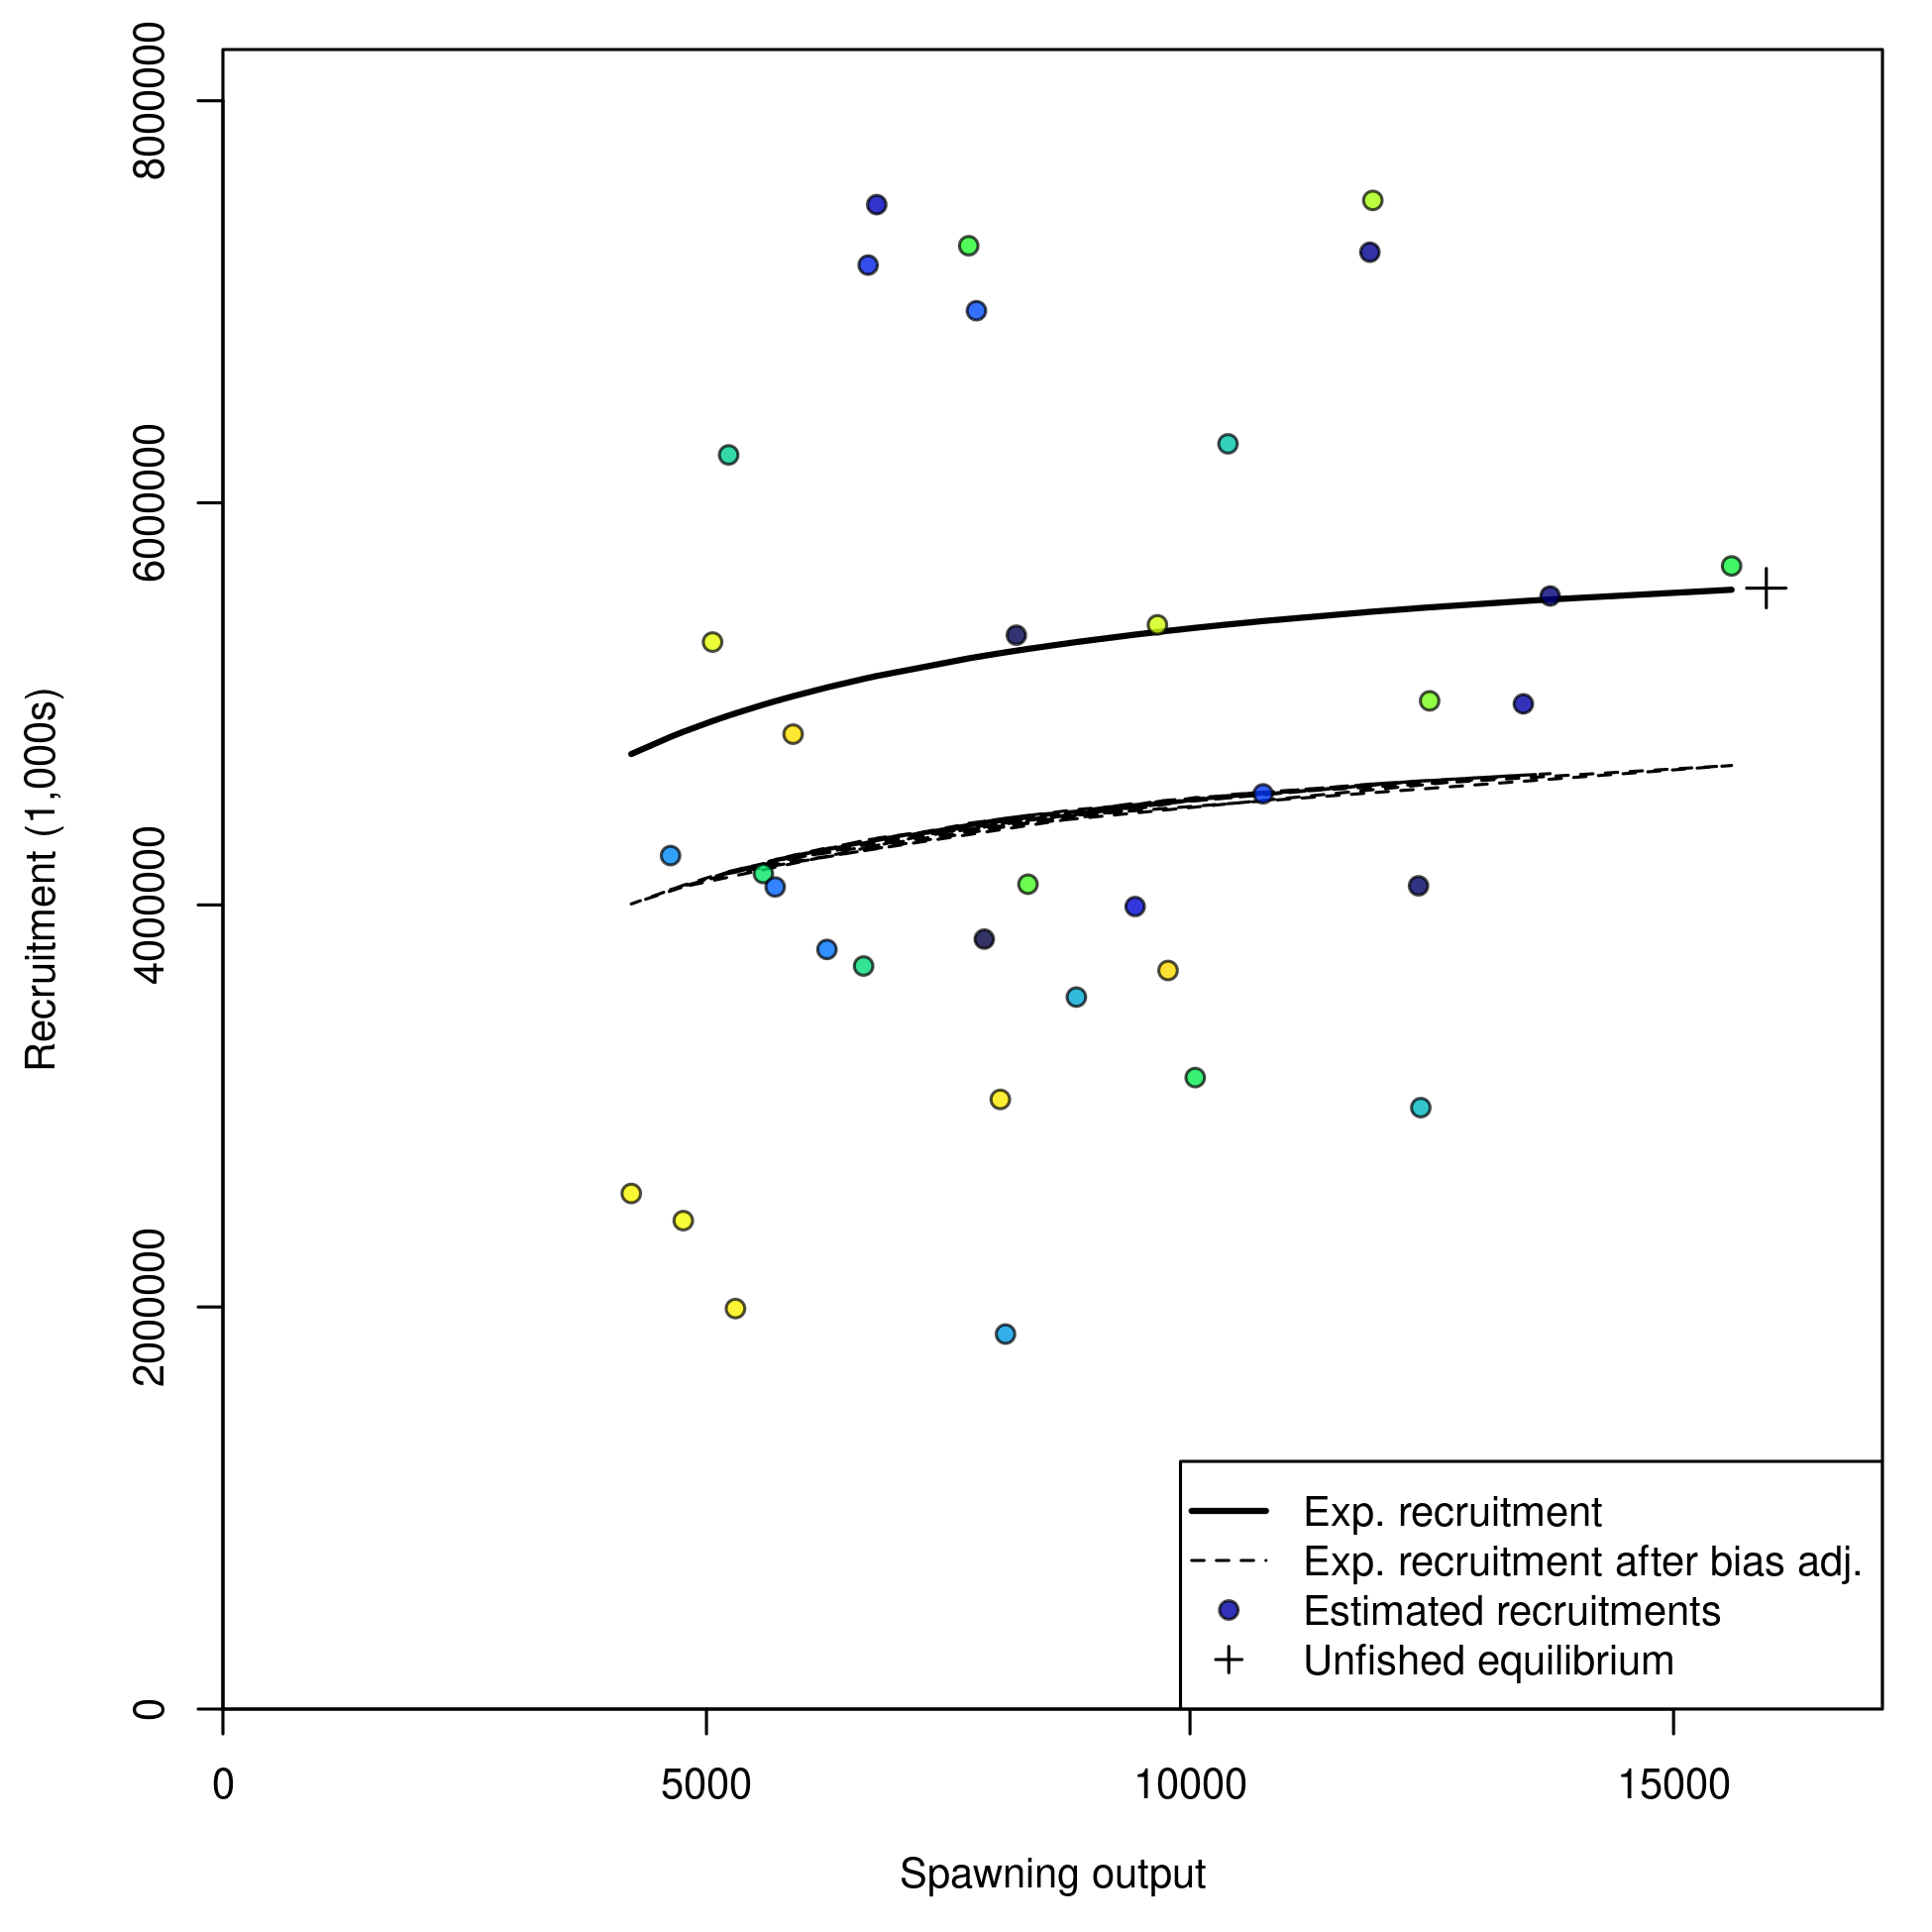 8000000
6000000
4000000
2000000
0
Recruitment (1,000s)
0 5000 10000 15000
Spawning output
Exp. recruitment
Exp. recruitment after bias adj.
Estimated recruitments
Unfished equilibrium